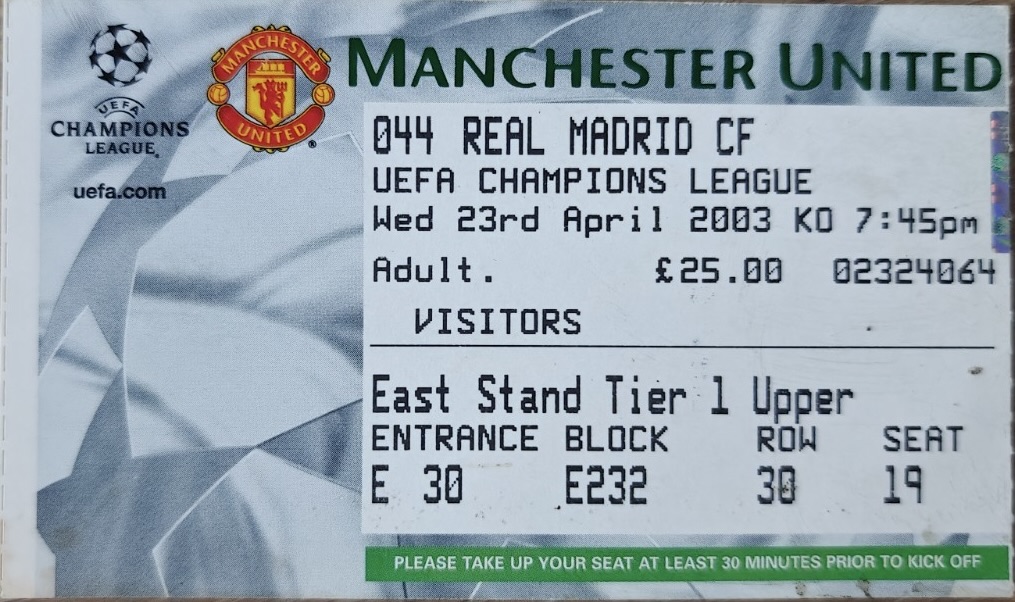 UEFA
CHAMPIONS
LEAGUE
uefa.com
MANCHESTER
UNITED
MANCHESTER UNITED
044 REAL MADRID CF
UEFA CHAMPIONS LEAGUE
Wed 23rd April 2003 KO 7:45pm
Adult. £25.00 02324064
VISITORS
East Stand Tier 1 Upper
ENTRANCE BLOCK ROW SEAT
E 30 E232 30 19
PLEASE TAKE UP YOUR SEAT AT LEAST 30 MINUTES PRIOR TO KICK OFF